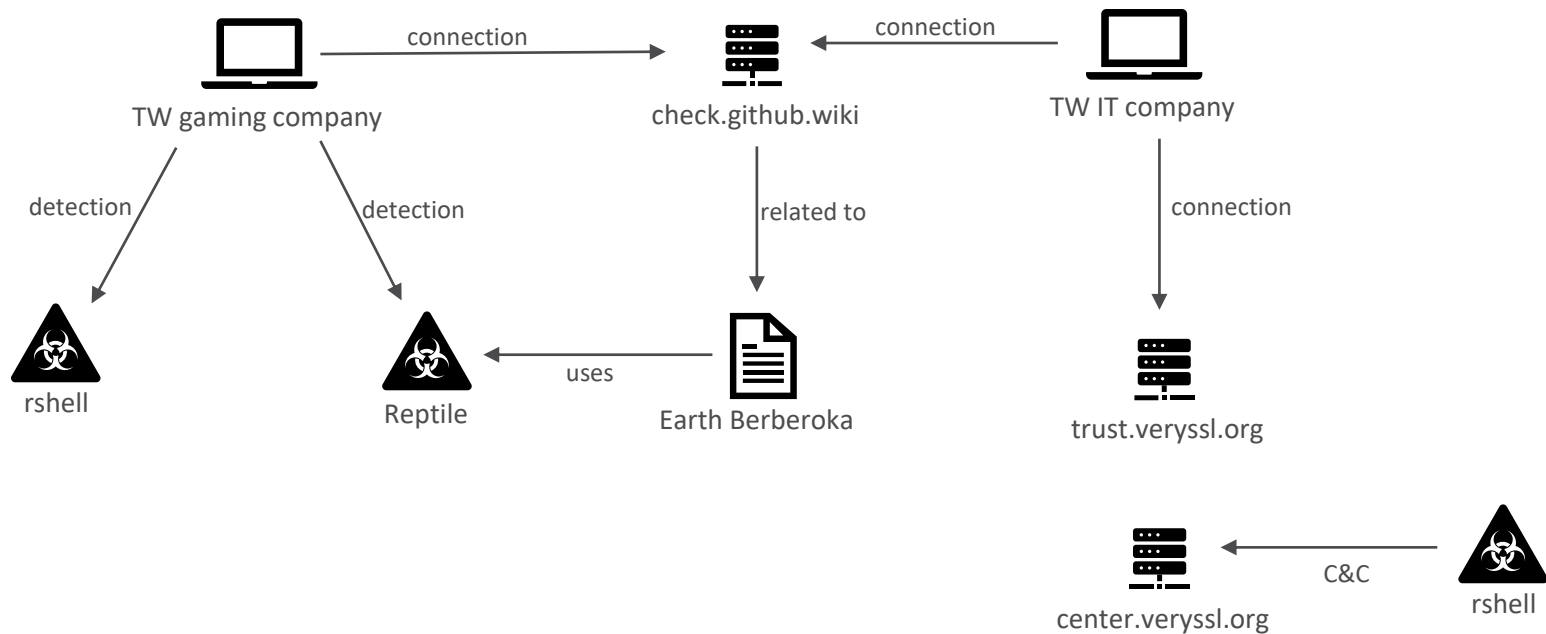 connection
connection
TW gaming company
check.github.wiki
TW IT company
detection
detection
related to
connection
rshell
Reptile
uses
Earth Berberoka
trust.veryssl.org
C&C
center.veryssl.org
rshell